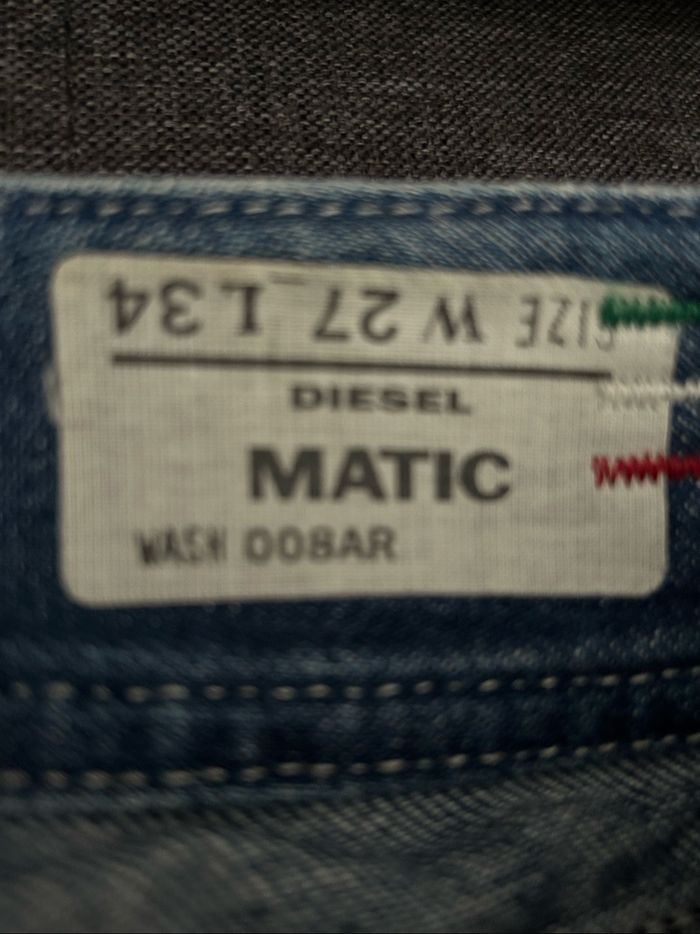 SIZE W 27 L 34
DIESEL
MATIC
WASH 008AR